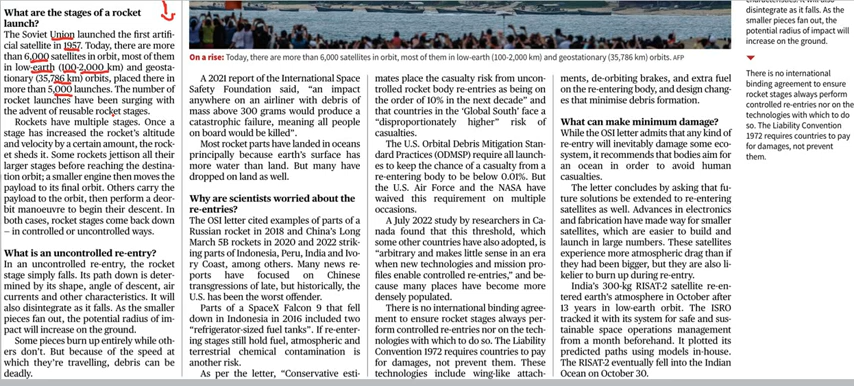 What are the stages of a rocket
launch?
The Soviet Union launched the first artifi-
cial satellite in 1957. Today, there are more
than 6,000 satellites in orbit, most of them
in low-earth (100-2,000 km) and geosta-
tionary (35,786 km) orbits, placed there in
more than 5,000 launches. The number of
rocket launches have been surging with
the advent of reusable rocket stages.
Rockets have multiple stages. Once a
stage has increased the rocket's altitude
and velocity by a certain amount, the rock-
et sheds it. Some rockets jettison all their
larger stages before reaching the destina-
tion orbit; a smaller engine then moves the
payload to its final orbit. Others carry the
payload to the orbit, then perform a deor-
bit manoeuvre to begin their descent. In
both cases, rocket stages come back down
– in controlled or uncontrolled ways.
What is an uncontrolled re-entry?
In an uncontrolled re-entry, the rocket
stage simply falls. Its path down is deter-
mined by its shape, angle of descent, air
currents and other characteristics. It will
also disintegrate as it falls. As the smaller
pieces fan out, the potential radius of im-
pact will increase on the ground.
Some pieces burn up entirely while oth-
ers don't. But because of the speed at
which they're travelling, debris can be
deadly.
On a rise: Today, there are more than 6,000 satellites in orbit, most of them in low-earth (100-2,000 km) and geostationary (35,786 km) orbits. AFP
A 2021 report of the International Space
Safety Foundation said, “an impact
anywhere on an airliner with debris of
mass above 300 grams would produce a
catastrophic failure, meaning all people
on board would be killed”.
Most rocket parts have landed in oceans
principally because earth's surface has
more water than land. But many have
dropped on land as well.
Why are scientists worried about the
re-entries?
The OSI letter cited examples of parts of a
Russian rocket in 2018 and China's Long
March 5B rockets in 2020 and 2022 strik-
ing parts of Indonesia, Peru, India and Ivo-
ry Coast, among others. Many news re-
ports have focused on Chinese
transgressions of late, but historically, the
U.S. has been the worst offender.
Parts of a SpaceX Falcon 9 that fell
down in Indonesia in 2016 included two
“refrigerator-sized fuel tanks”. If re-enter-
ing stages still hold fuel, atmospheric and
terrestrial chemical contamination is
another risk.
As per the letter, “Conservative esti-
mates place the casualty risk from uncon-
trolled rocket body re-entries as being on
the order of 10% in the next decade” and
that countries in the ‘Global South’ face a
“disproportionately higher” risk of
casualties.
The U.S. Orbital Debris Mitigation Stan-
dard Practices (ODMSP) require all launch-
es to keep the chance of a casualty from a
re-entering body to be below 0.01%. But
the U.S. Air Force and the NASA have
waived this requirement on multiple
occasions.
A July 2022 study by researchers in Ca-
nada found that this threshold, which
some other countries have also adopted, is
“arbitrary and makes little sense in an era
when new technologies and mission pro-
files enable controlled re-entries,” and be-
cause many places have become more
densely populated.
There is no international binding agree-
ment to ensure rocket stages always per-
form controlled re-entries nor on the tech-
nologies with which to do so. The Liability
Convention 1972 requires countries to pay
for damages, not prevent them. These
technologies include wing-like attach-
ments, de-orbiting brakes, and extra fuel
on the re-entering body, and design chang-
es that minimise debris formation.
What can make minimum damage?
While the OSI letter admits that any kind of
re-entry will inevitably damage some eco-
system, it recommends that bodies aim for
an ocean in order to avoid human
casualties.
The letter concludes by asking that fu-
ture solutions be extended to re-entering
satellites as well. Advances in electronics
and fabrication have made way for smaller
satellites, which are easier to build and
launch in large numbers. These satellites
experience more atmospheric drag than if
they had been bigger, but they are also li-
kelier to burn up during re-entry.
India's 300-kg RISAT-2 satellite re-en-
tered earth's atmosphere in October after
13 years in low-earth orbit. The ISRO
tracked it with its system for safe and sus-
tainable space operations management
from a month beforehand. It plotted its
predicted paths using models in-house.
The RISAT-2 eventually fell into the Indian
Ocean on October 30.
characteristics. It will also
disintegrate as it falls. As the
smaller pieces fan out, the
potential radius of impact will
increase on the ground.
There is no international
binding agreement to ensure
rocket stages always perform
controlled re-entries nor on the
technologies with which to do
so. The Liability Convention
1972 requires countries to pay
for damages, not prevent
them.